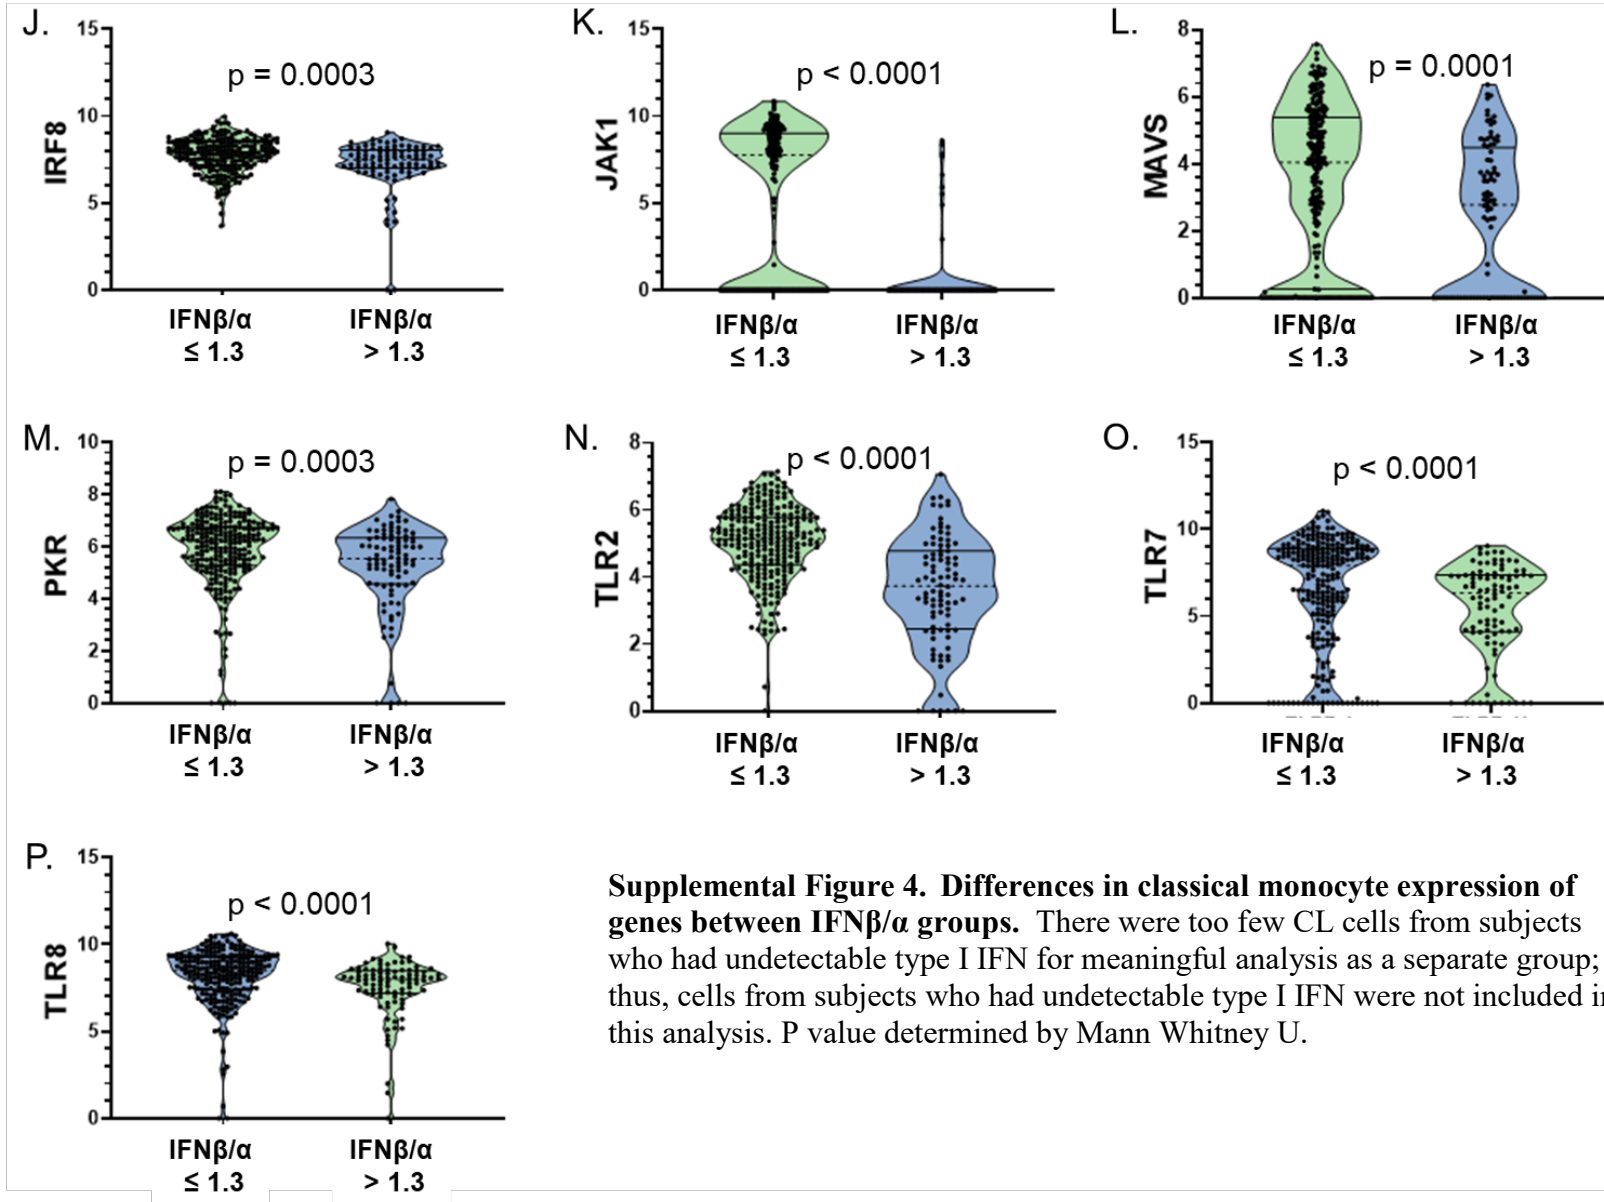 J.
15
10
5
0
IRF8
p = 0.0003
IFNβ/α
≤ 1.3
IFNβ/α
> 1.3
K.
15
10
5
0
JAK1
p < 0.0001
IFNβ/α
≤ 1.3
IFNβ/α
> 1.3
L.
8
6
4
2
0
MAVS
p = 0.0001
IFNβ/α
≤ 1.3
IFNβ/α
> 1.3
M.
10
8
6
4
2
0
PKR
p = 0.0003
IFNβ/α
≤ 1.3
IFNβ/α
> 1.3
N.
8
6
4
2
0
TLR2
p < 0.0001
IFNβ/α
≤ 1.3
IFNβ/α
> 1.3
O.
15
10
5
0
TLR7
p < 0.0001
IFNβ/α
≤ 1.3
IFNβ/α
> 1.3
P.
15
10
5
0
TLR8
p < 0.0001
IFNβ/α
≤ 1.3
IFNβ/α
> 1.3
Supplemental Figure 4. Differences in classical monocyte expression of
genes between IFNβ/α groups. There were too few CL cells from subjects
who had undetectable type I IFN for meaningful analysis as a separate group;
thus, cells from subjects who had undetectable type I IFN were not included in
this analysis. P value determined by Mann Whitney U.